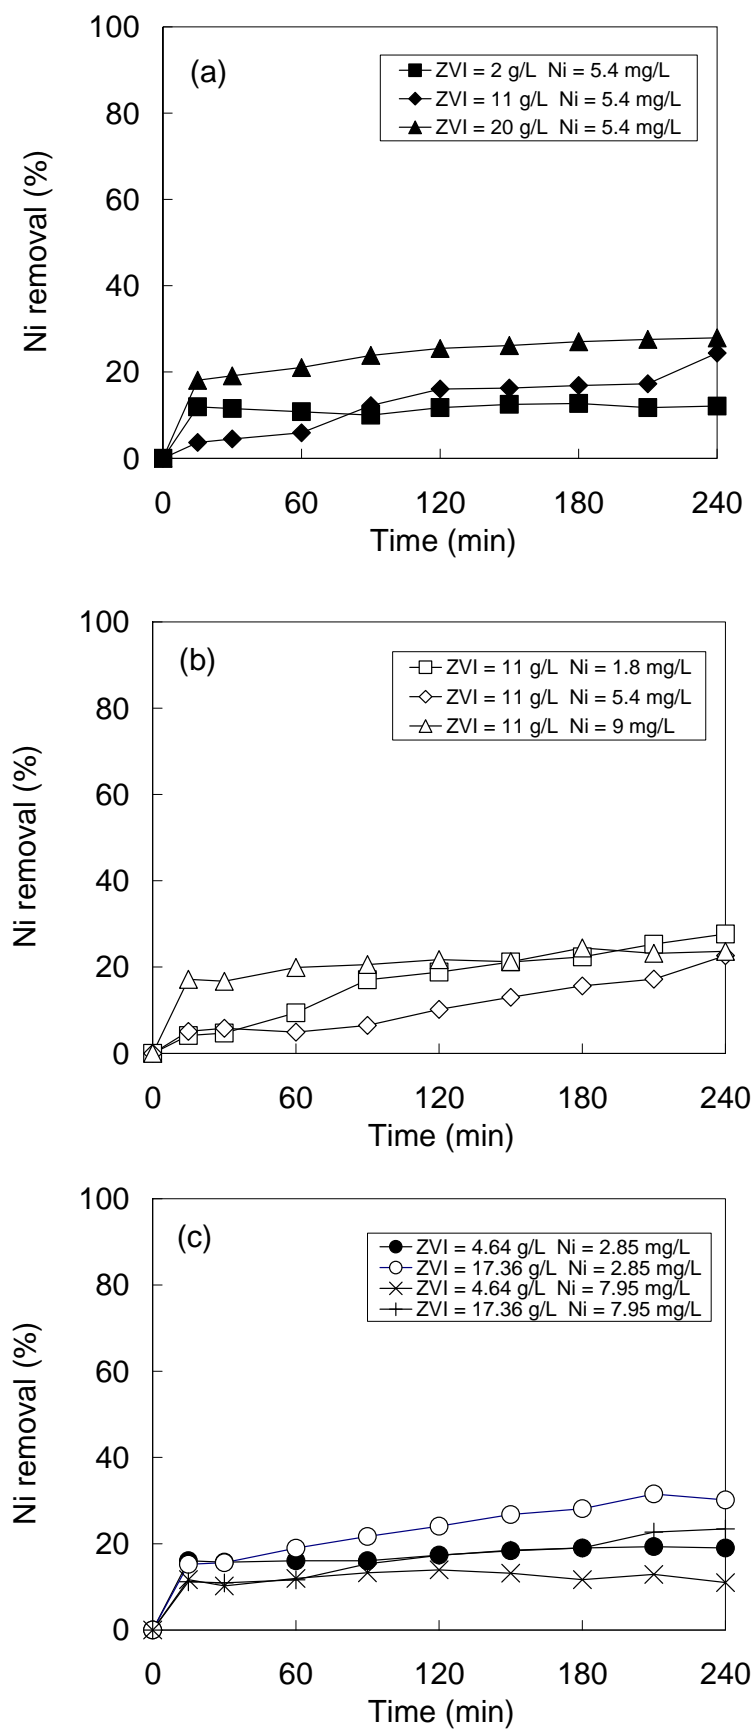 100
80
60
40
20
0
Ni removal (%)
(a)
ZVI = 2 g/L Ni = 5.4 mg/L
ZVI = 11 g/L Ni = 5.4 mg/L
ZVI = 20 g/L Ni = 5.4 mg/L
0 60 120 180 240
Time (min)
100
80
60
40
20
0
Ni removal (%)
(b)
ZVI = 11 g/L Ni = 1.8 mg/L
ZVI = 11 g/L Ni = 5.4 mg/L
ZVI = 11 g/L Ni = 9 mg/L
0 60 120 180 240
Time (min)
100
80
60
40
20
0
Ni removal (%)
(c)
ZVI = 4.64 g/L Ni = 2.85 mg/L
ZVI = 17.36 g/L Ni = 2.85 mg/L
ZVI = 4.64 g/L Ni = 7.95 mg/L
ZVI = 17.36 g/L Ni = 7.95 mg/L
0 60 120 180 240
Time (min)